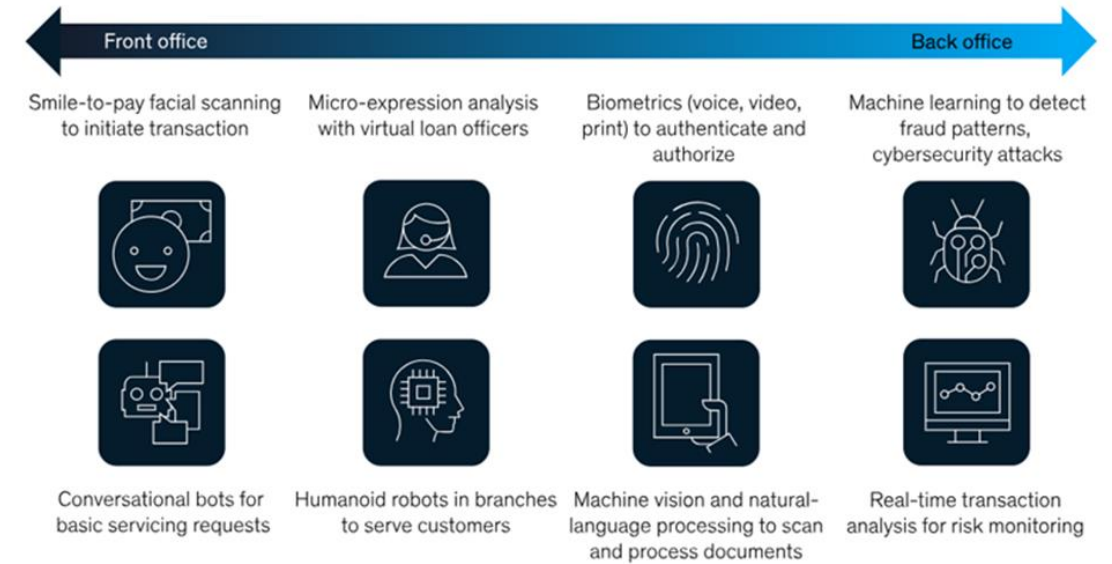 Front office
Back office
Smile-to-pay facial scanning
to initiate transaction
Micro-expression analysis
with virtual loan officers
Biometrics (voice, video,
print) to authenticate and
authorize
Machine learning to detect
fraud patterns,
cybersecurity attacks
Conversational bots for
basic servicing requests
Humanoid robots in branches
to serve customers
Machine vision and natural-
language processing to scan
and process documents
Real-time transaction
analysis for risk monitoring